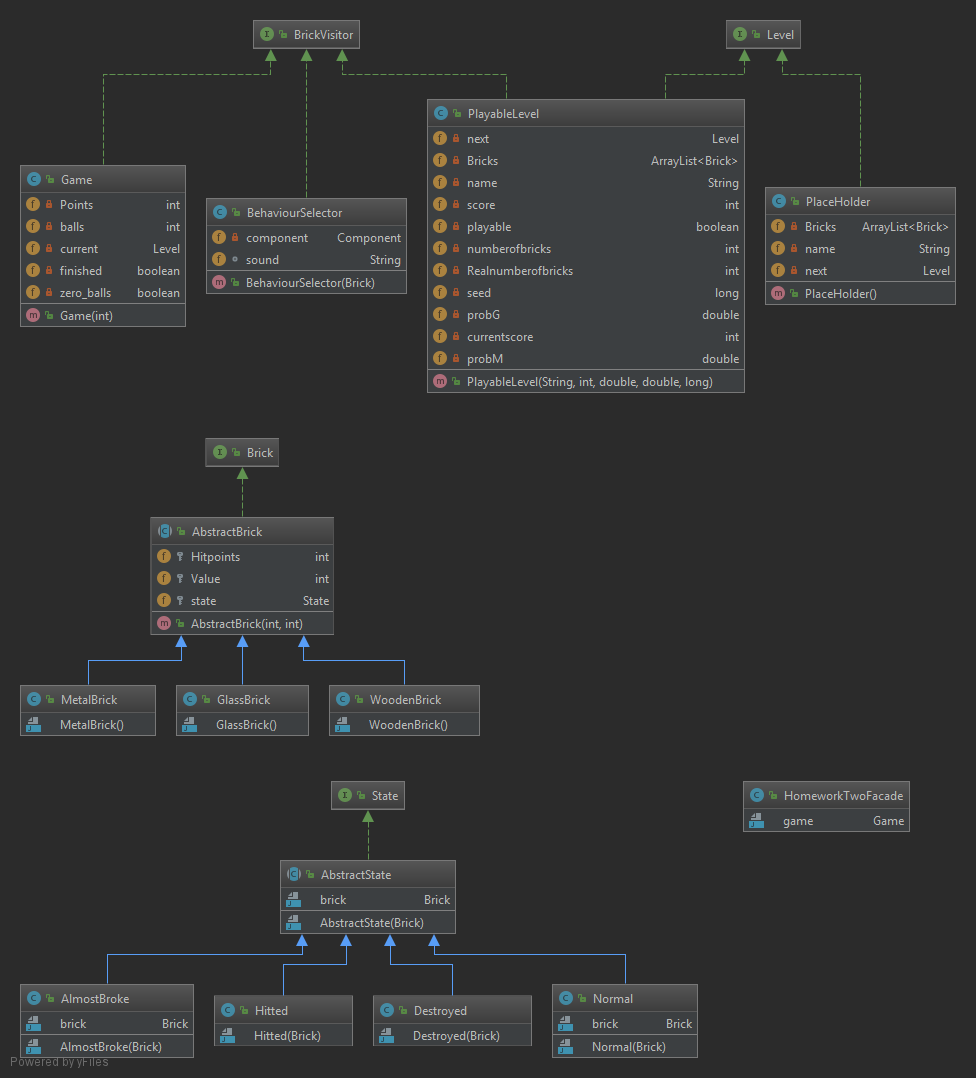 BrickVisitor
Level
PlayableLevel
next Level
Bricks ArrayList<Brick>
name String
score int
playable boolean
numberofbricks int
Realnumberofbricks int
seed long
probG double
currentscore int
probM double
PlayableLevel(String, int, double, double, long)
Game
Points int
balls int
current Level
finished boolean
zero_balls boolean
Game(int)
BehaviourSelector
component Component
sound String
BehaviourSelector(Brick)
PlaceHolder
Bricks ArrayList<Brick>
name String
next Level
PlaceHolder()
Brick
AbstractBrick
Hitpoints int
Value int
state State
AbstractBrick(int, int)
MetalBrick
MetalBrick()
GlassBrick
GlassBrick()
WoodenBrick
WoodenBrick()
State
HomeworkTwoFacade
game Game
AbstractState
brick Brick
AbstractState(Brick)
AlmostBroke
brick Brick
AlmostBroke(Brick)
Hitted
Hitted(Brick)
Destroyed
Destroyed(Brick)
Normal
brick Brick
Normal(Brick)
Powered by yFiles